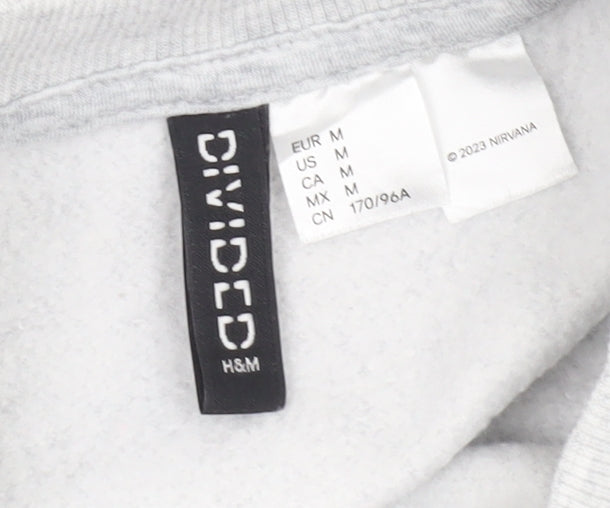 DIVIDED
H&M
EUR M
US M
CA M
MX M
CN 170/96A
© 2023 NIRVANA